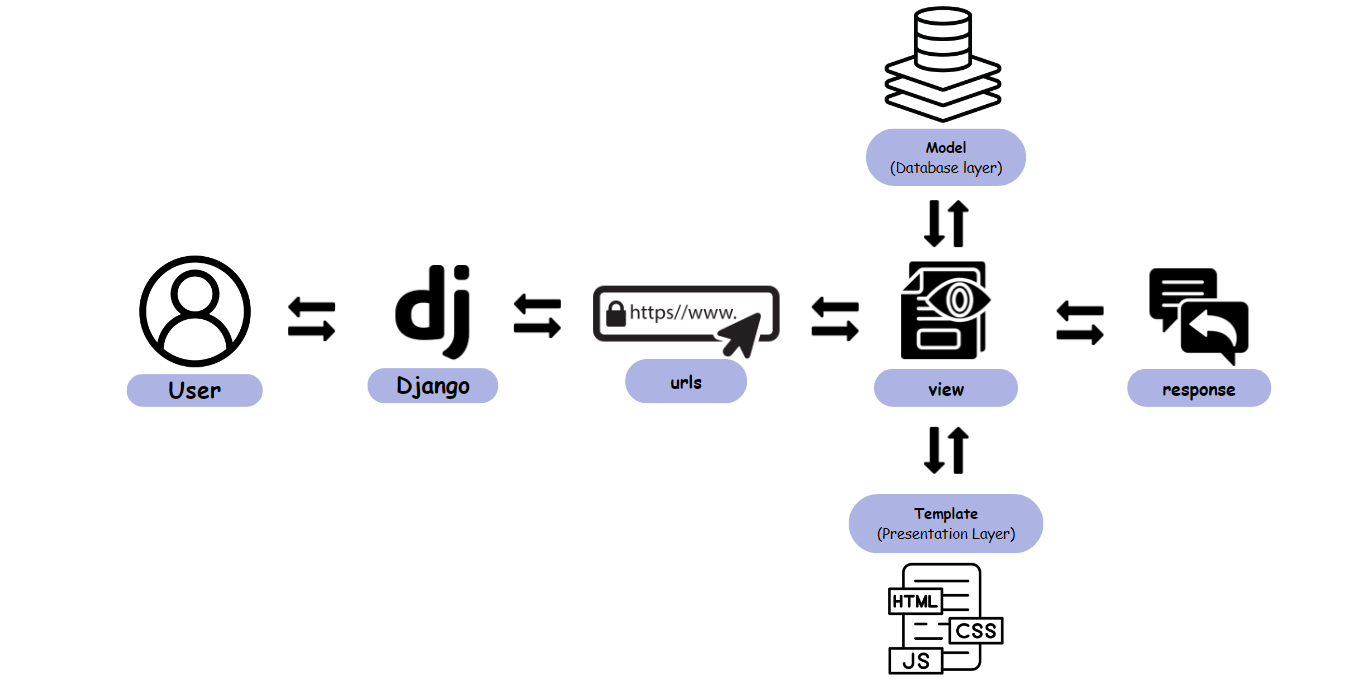 Model
(Database layer)
dj
https//www.
User
Django
urls
view
response
Template
(Presentation Layer)
HTML
CSS
JS